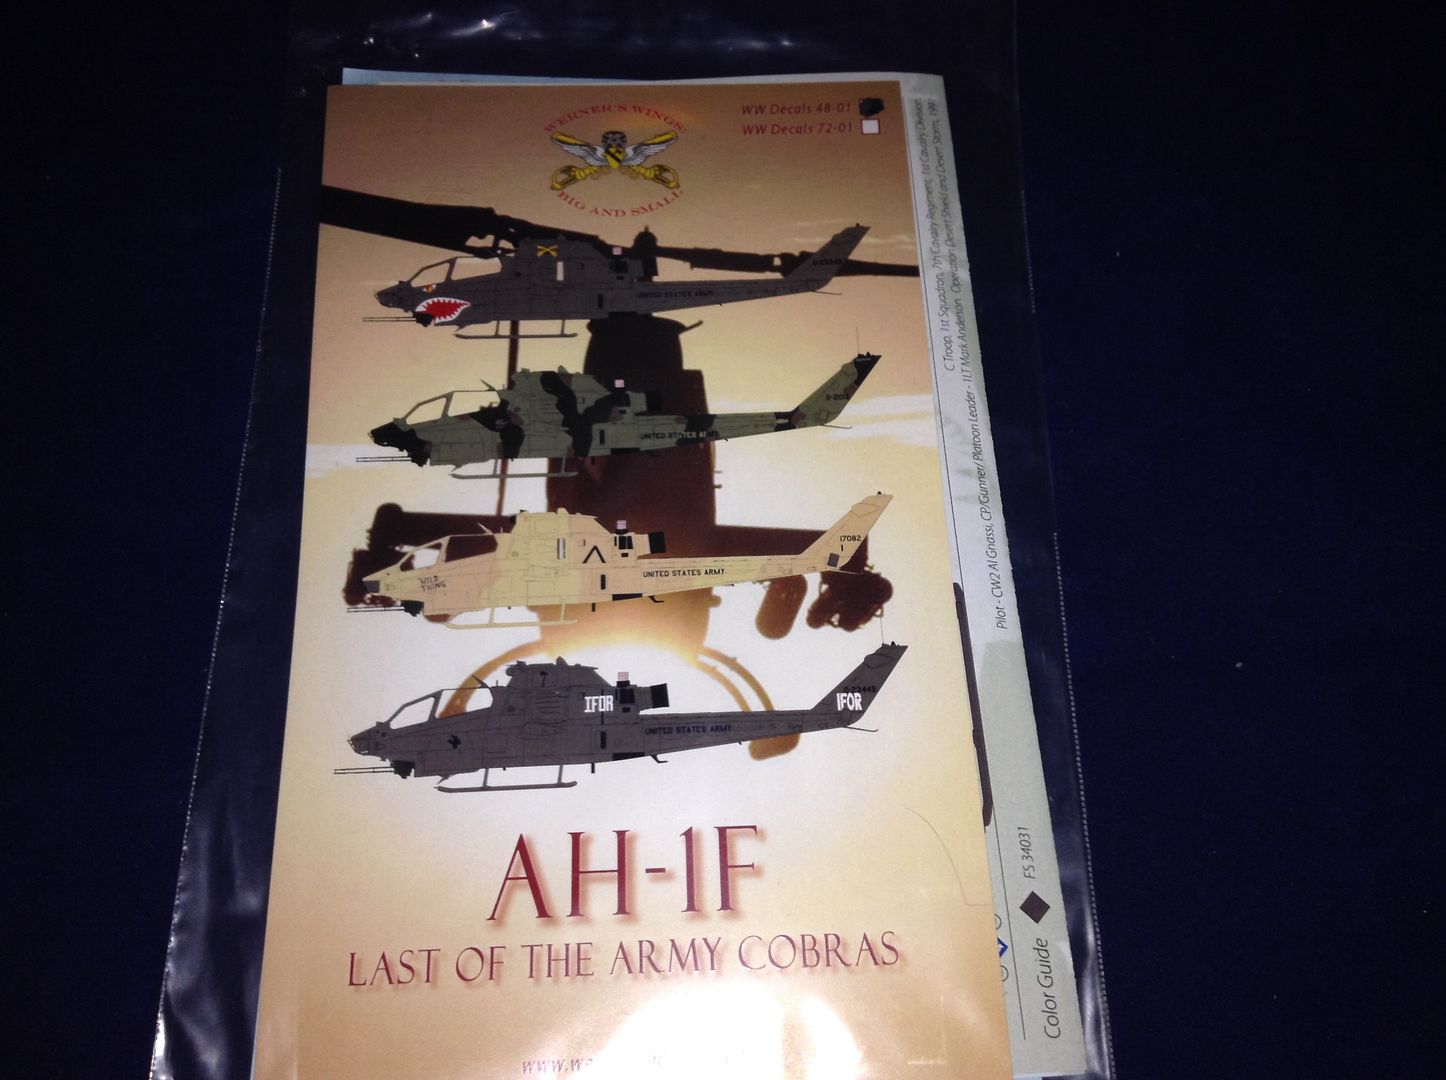 WERNER'S WINGS:
BIG AND SMALL
WW Decals 48-01
WW Decals 72-01
UNITED STATES ARMY
UNITED STATES ARMY
17082
1
WILD THING
UNITED STATES ARMY
IFOR
IFOR
UNITED STATES ARMY
AH-1F
LAST OF THE ARMY COBRAS
C Troop, 1st Squadron, 7th Cavalry Regiment, 1st Cavalry Division
Operation Desert Shield and Desert Storm, 199
Pilot - CW2 Al Gnassi, CP/Gunner/ Platoon Leader - 1LT Mark Anderson.
Color Guide
FS 34031